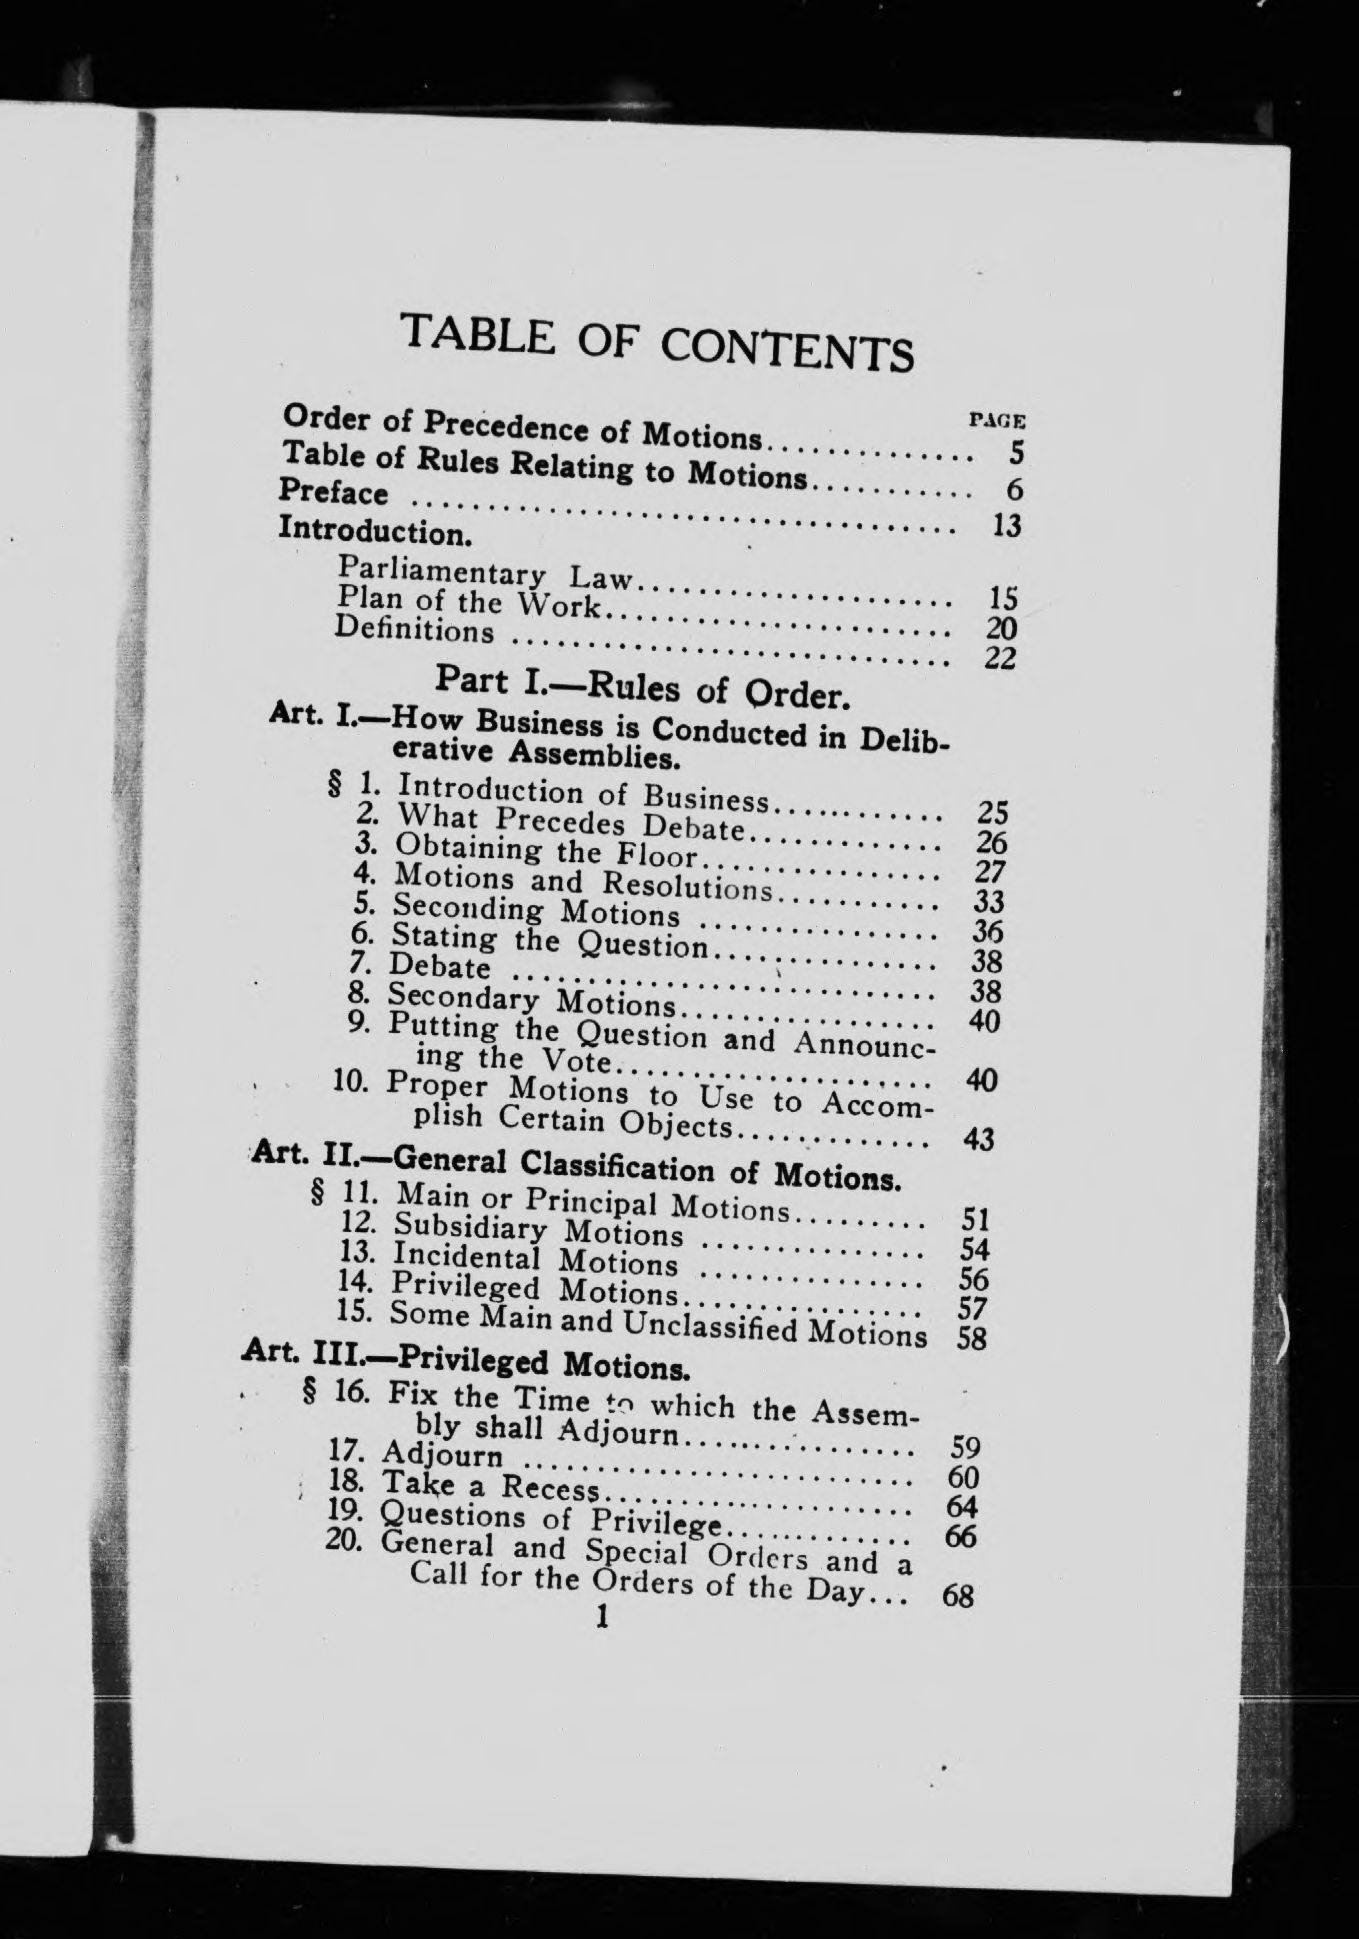 TABLE OF CONTENTS
PAGE
Order of Precedence of Motions.............. 5
Table of Rules Relating to Motions........... 6
Preface .................................... 13
Introduction.
Parliamentary Law..................... 15
Plan of the Work....................... 20
Definitions ............................. 22
Part I.—Rules of Order.
Art. I.—How Business is Conducted in Delib-
erative Assemblies.
§ 1. Introduction of Business............ 25
2. What Precedes Debate............. 26
3. Obtaining the Floor................ 27
4. Motions and Resolutions........... 33
5. Seconding Motions ................ 36
6. Stating the Question............... 38
7. Debate ............................ 38
8. Secondary Motions................. 40
9. Putting the Question and Announc-
ing the Vote..................... 40
10. Proper Motions to Use to Accom-
plish Certain Objects............. 43
Art. II.—General Classification of Motions.
§ 11. Main or Principal Motions......... 51
12. Subsidiary Motions ............... 54
13. Incidental Motions ............... 56
14. Privileged Motions................ 57
15. Some Main and Unclassified Motions 58
Art. III.—Privileged Motions.
§ 16. Fix the Time to which the Assem-
bly shall Adjourn................ 59
17. Adjourn .......................... 60
18. Take a Recess..................... 64
19. Questions of Privilege............. 66
20. General and Special Orders and a
Call for the Orders of the Day... 68
1